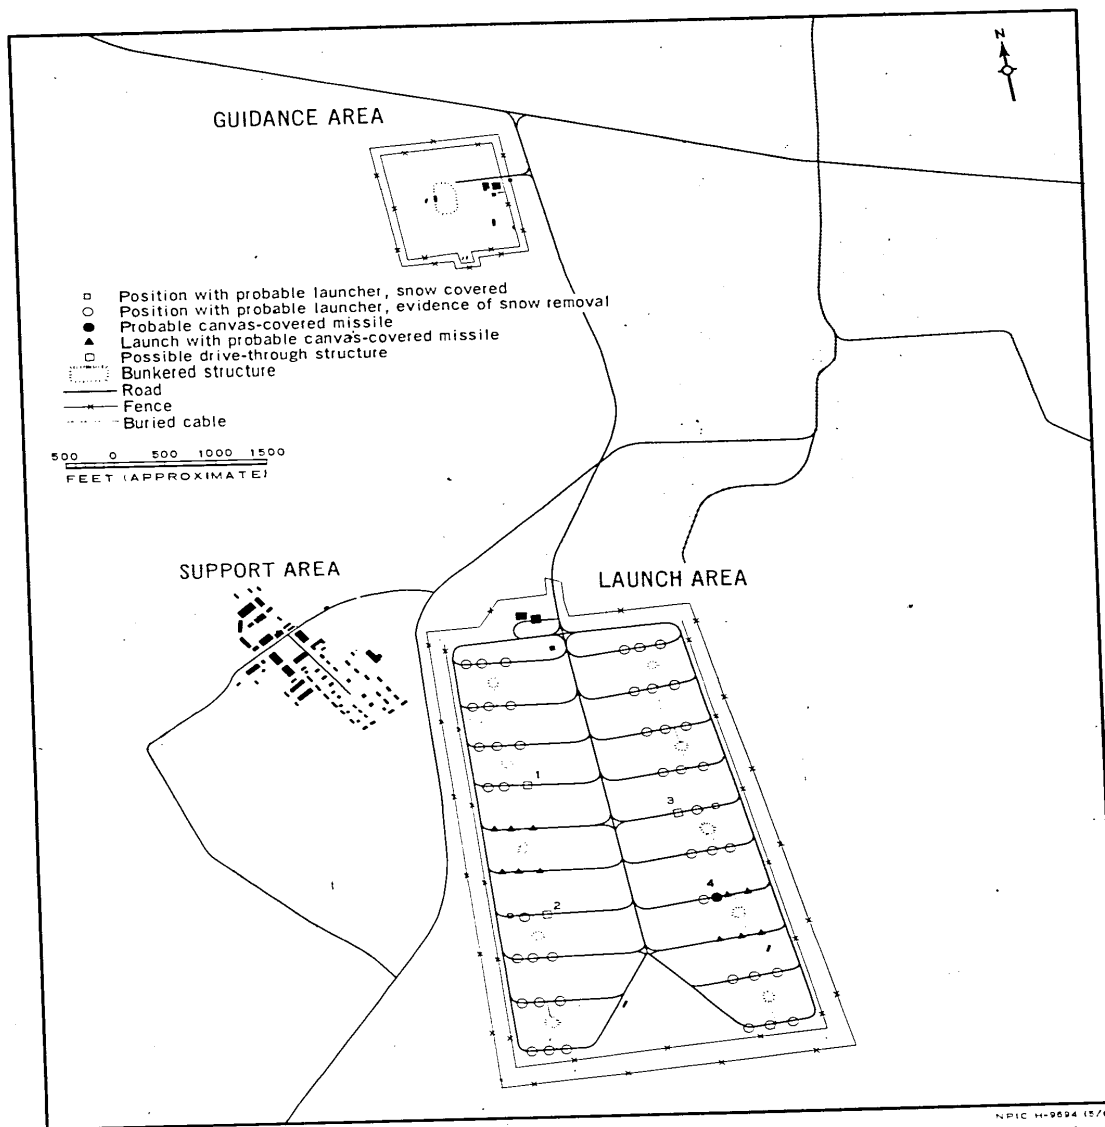 N
GUIDANCE AREA
Position with probable launcher, snow covered
Position with probable launcher, evidence of snow removal
Probable canvas-covered missile
Launch with probable canvas-covered missile
Possible drive-through structure
Bunkered structure
Road
Fence
Buried cable
500 0 500 1000 1500
FEET (APPROXIMATE)
SUPPORT AREA
LAUNCH AREA
1
3
4
2
NPIC H-9694 (5/